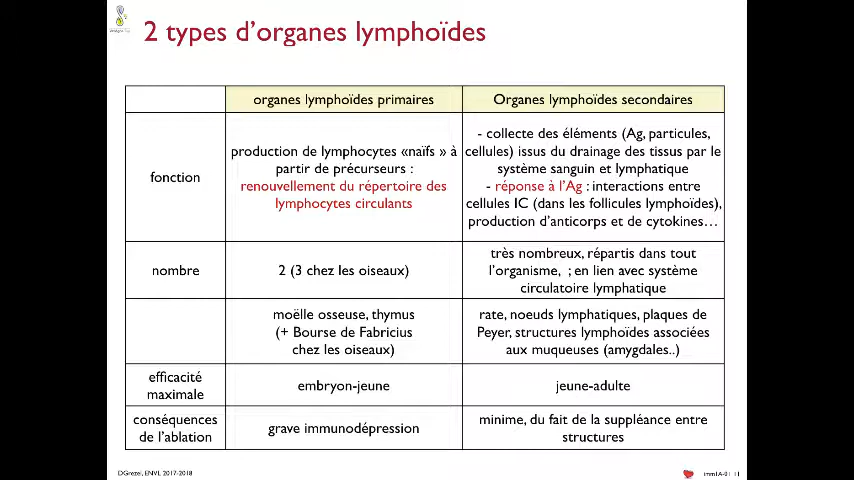 2 types d'organes lymphoïdes
organes lymphoïdes primaires
Organes lymphoïdes secondaires
fonction
production de lymphocytes «naïfs » à
partir de précurseurs :
renouvellement du répertoire des
lymphocytes circulants
- collecte des éléments (Ag, particules,
cellules) issus du drainage des tissus par le
système sanguin et lymphatique
- réponse à l'Ag : interactions entre
cellules IC (dans les follicules lymphoïdes),
production d'anticorps et de cytokines…
nombre
2 (3 chez les oiseaux)
très nombreux, répartis dans tout
l'organisme, ; en lien avec système
circulatoire lymphatique
moëlle osseuse, thymus
(+ Bourse de Fabricius
chez les oiseaux)
rate, noeuds lymphatiques, plaques de
Peyer, structures lymphoïdes associées
aux muqueuses (amygdales..)
efficacité
maximale
embryon-jeune
jeune-adulte
conséquences
de l'ablation
grave immunodépression
minime, du fait de la suppléance entre
structures
DGrezel, ENVL 2017-2018